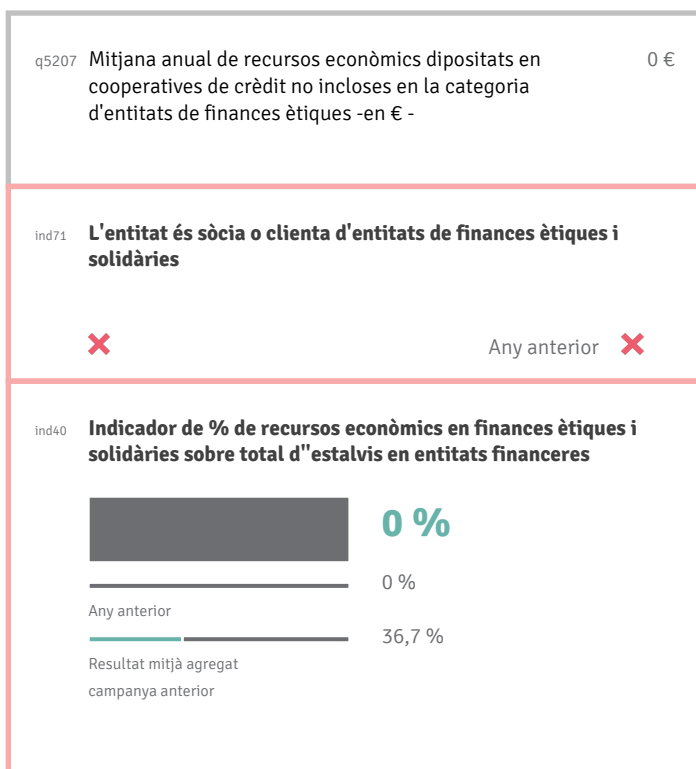 q5207 Mitjana anual de recursos econòmics dipositats en 0 €
cooperatives de crèdit no incloses en la categoria
d'entitats de finances ètiques -en € -
ind71 L'entitat és sòcia o clienta d'entitats de finances ètiques i
solidàries
Any anterior
ind40 Indicador de % de recursos econòmics en finances ètiques i
solidàries sobre total d''estalvis en entitats financeres
0 %
0 %
Any anterior
36,7 %
Resultat mitjà agregat
campanya anterior